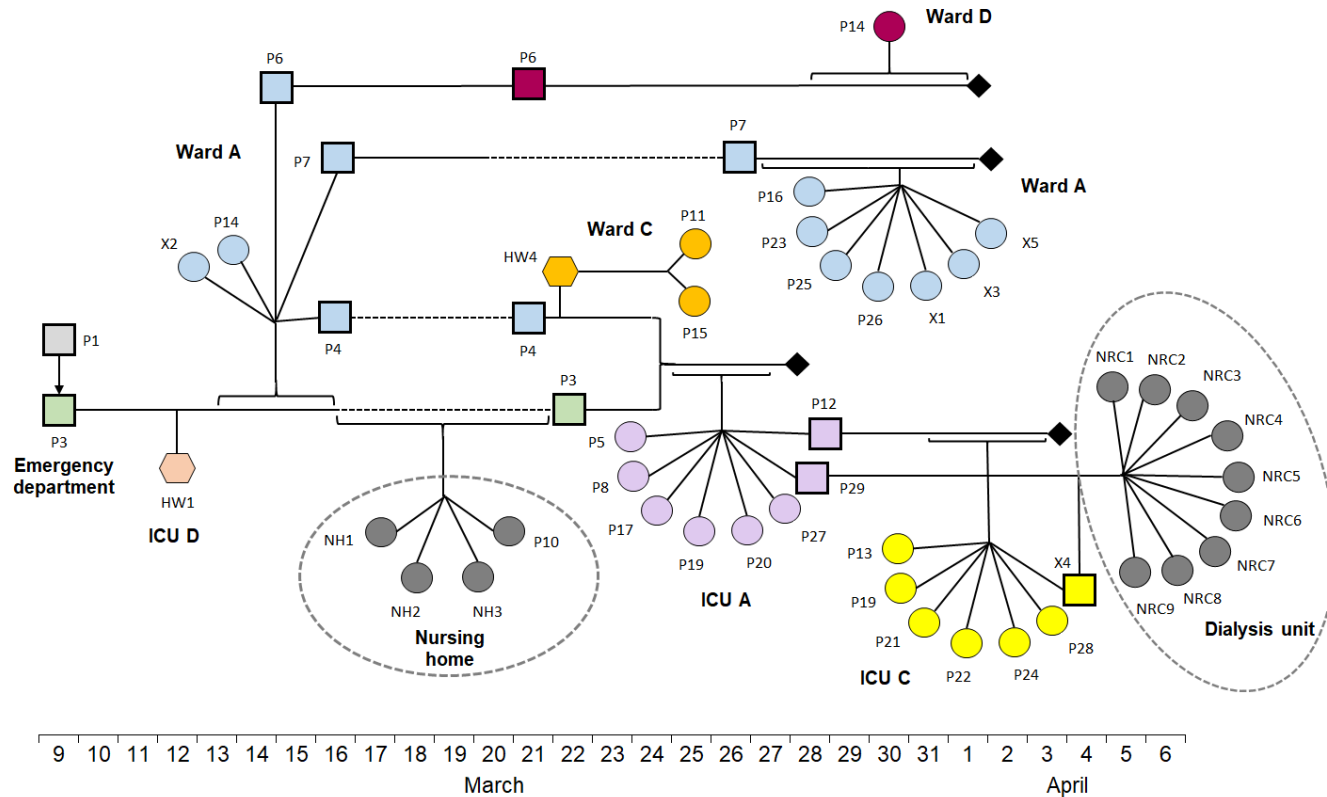 Ward D
P14
P6
P6
P7
Ward A
P7
Ward A
P16
P11
Ward C
P14
X2
P23
X5
HW4
P25
X3
P26
X1
P15
P1
P4
P4
NRC1
NRC2
NRC3
P3
P12
NRC4
P3
P5
Emergency
department
P8
P29
NRC5
HW1
P17
NRC6
ICU D
NH1
P10
P27
P13
X4
NRC7
P19
P20
NRC8
NRC9
P19
ICU A
NH2
NH3
P21
P28
Dialysis unit
Nursing
home
P22
P24
ICU C
9 10 11 12 13 14 15 16 17 18 19 20 21 22 23 24 25 26 27 28 29 30 31 1 2 3 4 5 6
March
April